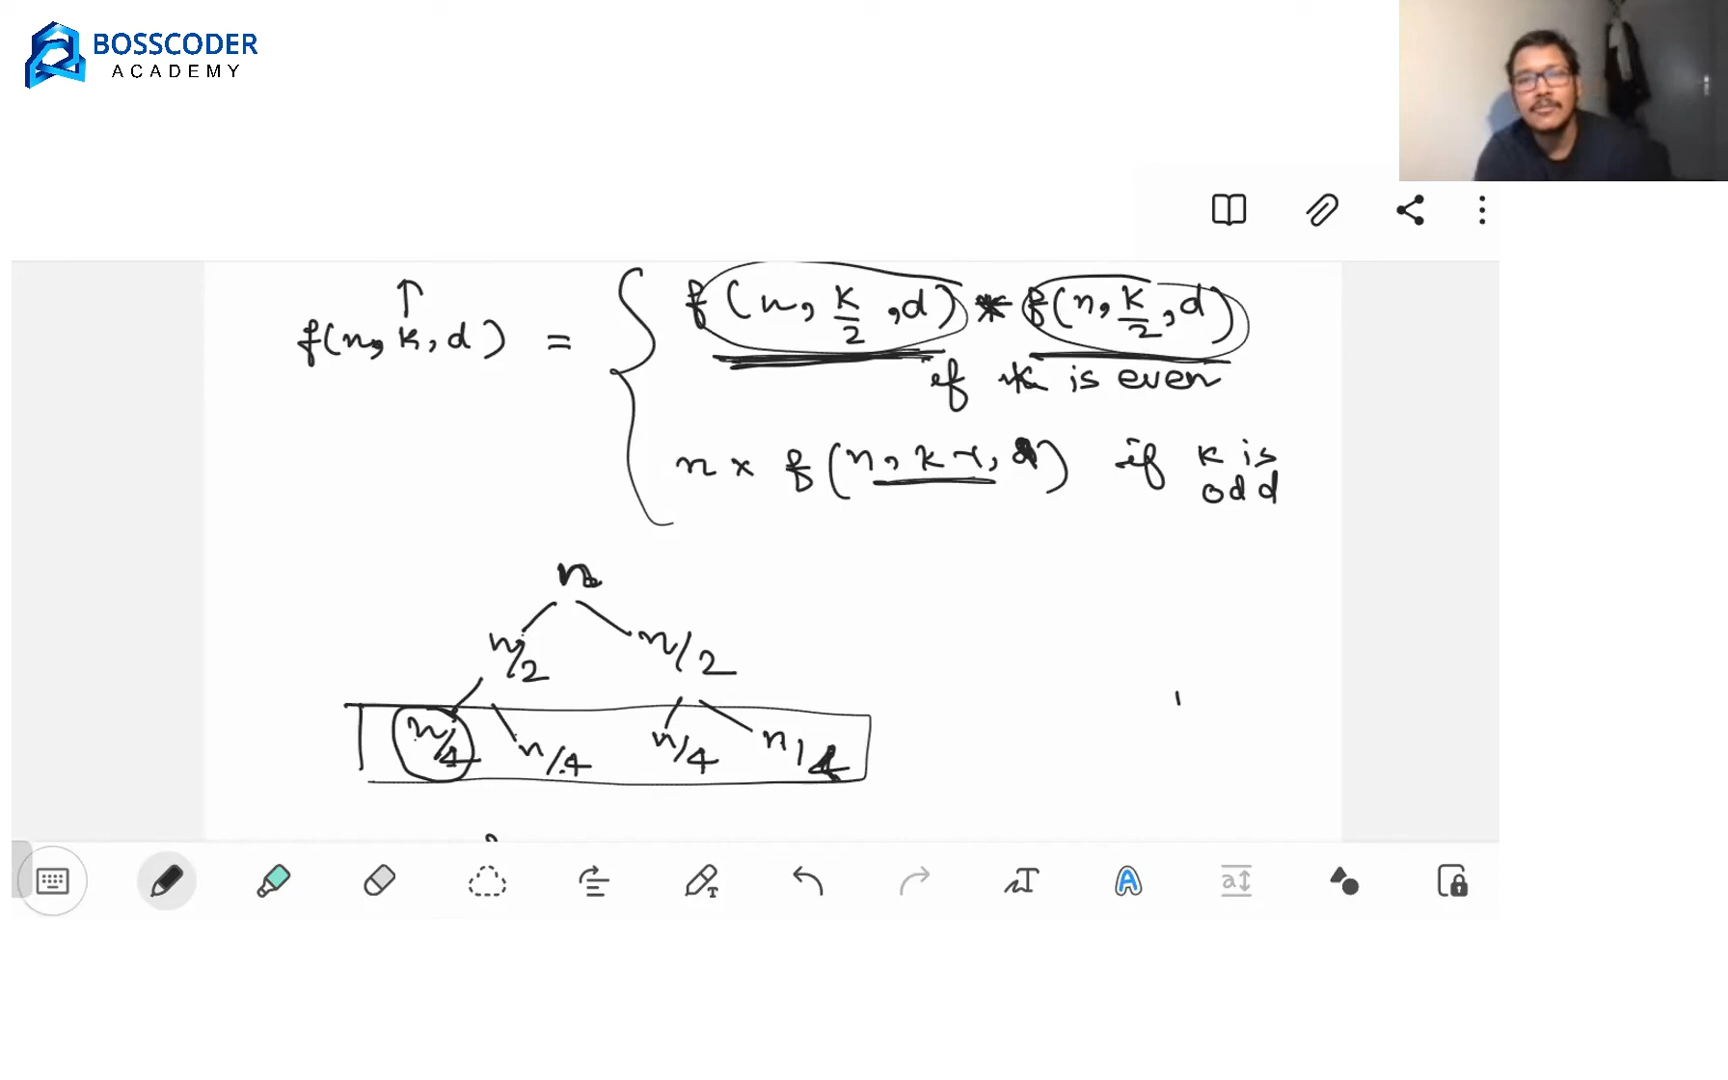 BOSSCODER
ACADEMY
f(n, k, d) =
f(n, k/2, d) * f(n, k/2, d)
if k is even
n × f(n, k-1, d) if k is
odd
n
n/2 n/2
n/4 n/4 n/4 n/4
T
T
A
a